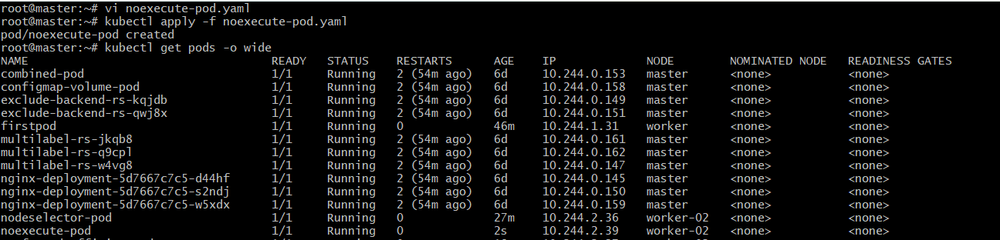 root@master:~# vi noexecute-pod.yaml
root@master:~# kubectl apply -f noexecute-pod.yaml
pod/noexecute-pod created
root@master:~# kubectl get pods -o wide
NAME READY STATUS RESTARTS AGE IP NODE NOMINATED NODE READINESS GATES
combined-pod 1/1 Running 2 (54m ago) 6d 10.244.0.153 master <none> <none>
configmap-volume-pod 1/1 Running 2 (54m ago) 6d 10.244.0.158 master <none> <none>
exclude-backend-rs-kqjdb 1/1 Running 2 (54m ago) 6d 10.244.0.149 master <none> <none>
exclude-backend-rs-qwj8x 1/1 Running 2 (54m ago) 6d 10.244.0.151 master <none> <none>
firstpod 1/1 Running 0 46m 10.244.1.31 worker <none> <none>
multilabel-rs-jkqb8 1/1 Running 2 (54m ago) 6d 10.244.0.161 master <none> <none>
multilabel-rs-q9cpl 1/1 Running 2 (54m ago) 6d 10.244.0.162 master <none> <none>
multilabel-rs-w4vg8 1/1 Running 2 (54m ago) 6d 10.244.0.147 master <none> <none>
nginx-deployment-5d7667c7c5-d44hf 1/1 Running 2 (54m ago) 6d 10.244.0.145 master <none> <none>
nginx-deployment-5d7667c7c5-s2ndj 1/1 Running 2 (54m ago) 6d 10.244.0.150 master <none> <none>
nginx-deployment-5d7667c7c5-w5xdx 1/1 Running 2 (54m ago) 6d 10.244.0.159 master <none> <none>
nodeselector-pod 1/1 Running 0 27m 10.244.2.36 worker-02 <none> <none>
noexecute-pod 1/1 Running 0 2s 10.244.2.39 worker-02 <none> <none>